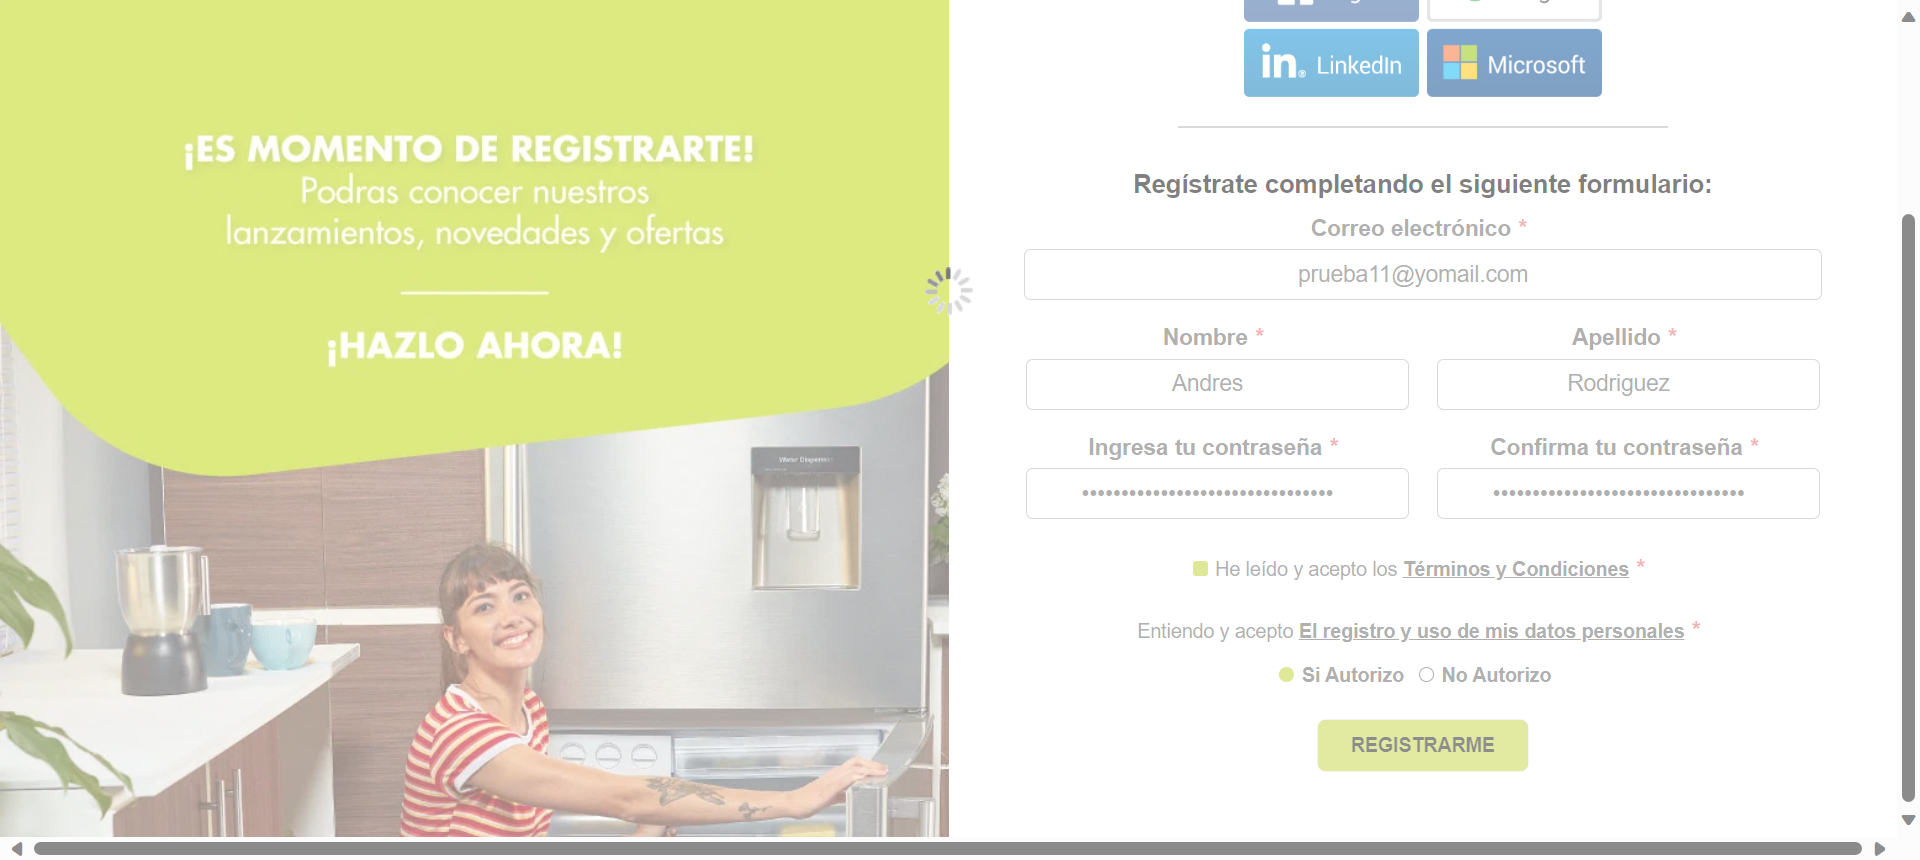 ¡ES MOMENTO DE REGISTRARTE!
Podras conocer nuestros
lanzamientos, novedades y ofertas
¡HAZLO AHORA!
Water Dispenser
LinkedIn
Microsoft
Regístrate completando el siguiente formulario:
Correo electrónico *
prueba11@yomail.com
Nombre *
Apellido *
Andres
Rodriguez
Ingresa tu contraseña *
Confirma tu contraseña *
••••••••••••••••••••••••••••••••
••••••••••••••••••••••••••••••••
He leído y acepto los Términos y Condiciones *
Entiendo y acepto El registro y uso de mis datos personales *
Si Autorizo
No Autorizo
REGISTRARME